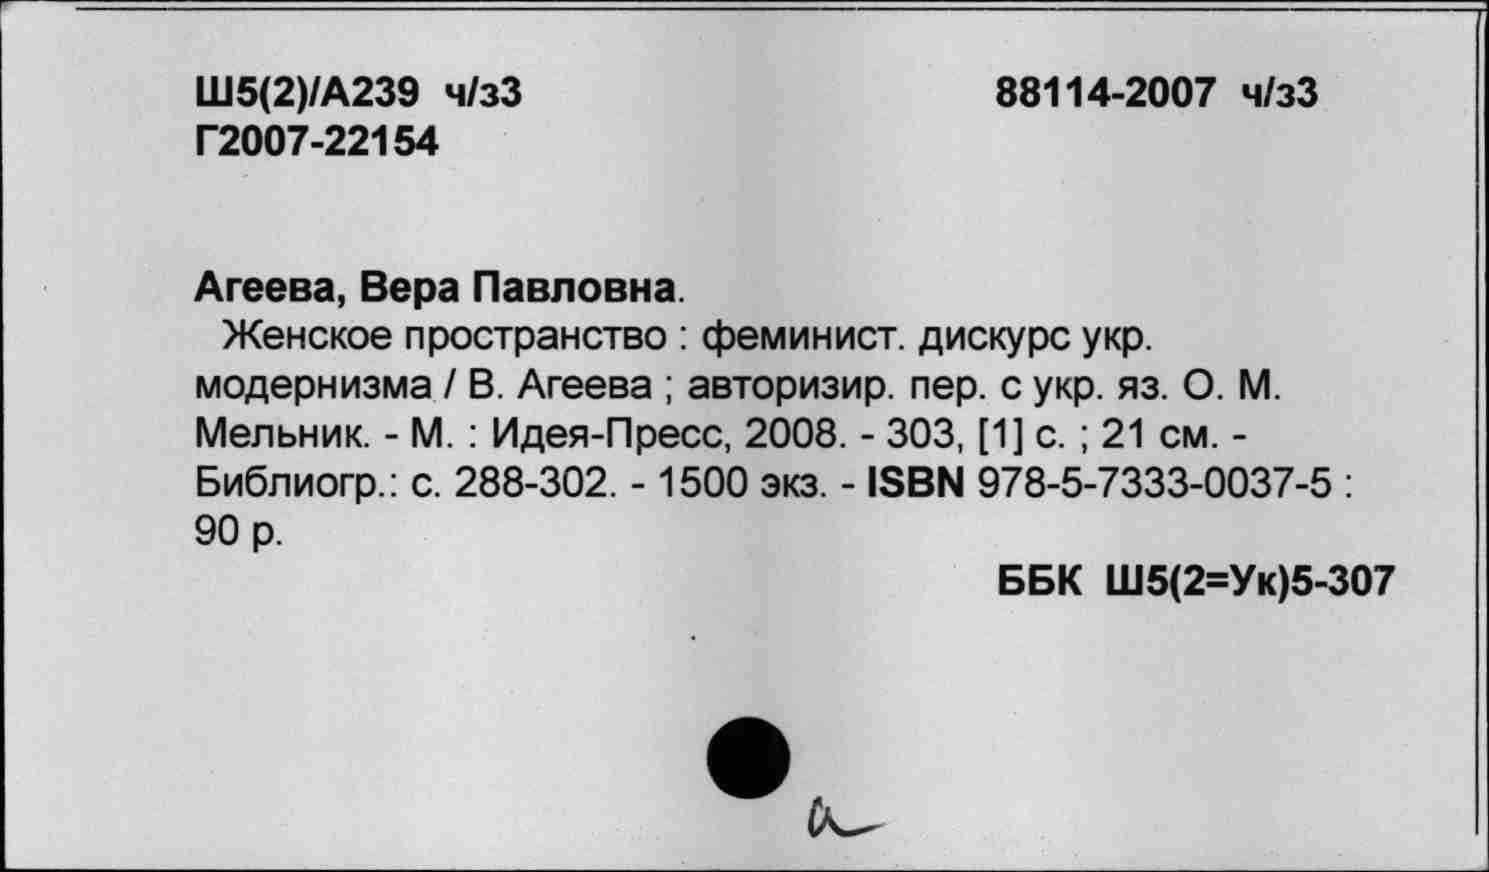 Ш5(2)/А239 ч/з3 88114-2007 ч/з3
Г2007-22154
Агеева, Вера Павловна.
Женское пространство : феминист. дискурс укр.
модернизма / В. Агеева ; авторизир. пер. с укр. яз. О. М.
Мельник. - М. : Идея-Пресс, 2008. - 303, [1] с. ; 21 см. -
Библиогр.: с. 288-302. - 1500 экз. - ISBN 978-5-7333-0037-5 :
90 р.
ББК Ш5(2=Ук)5-307